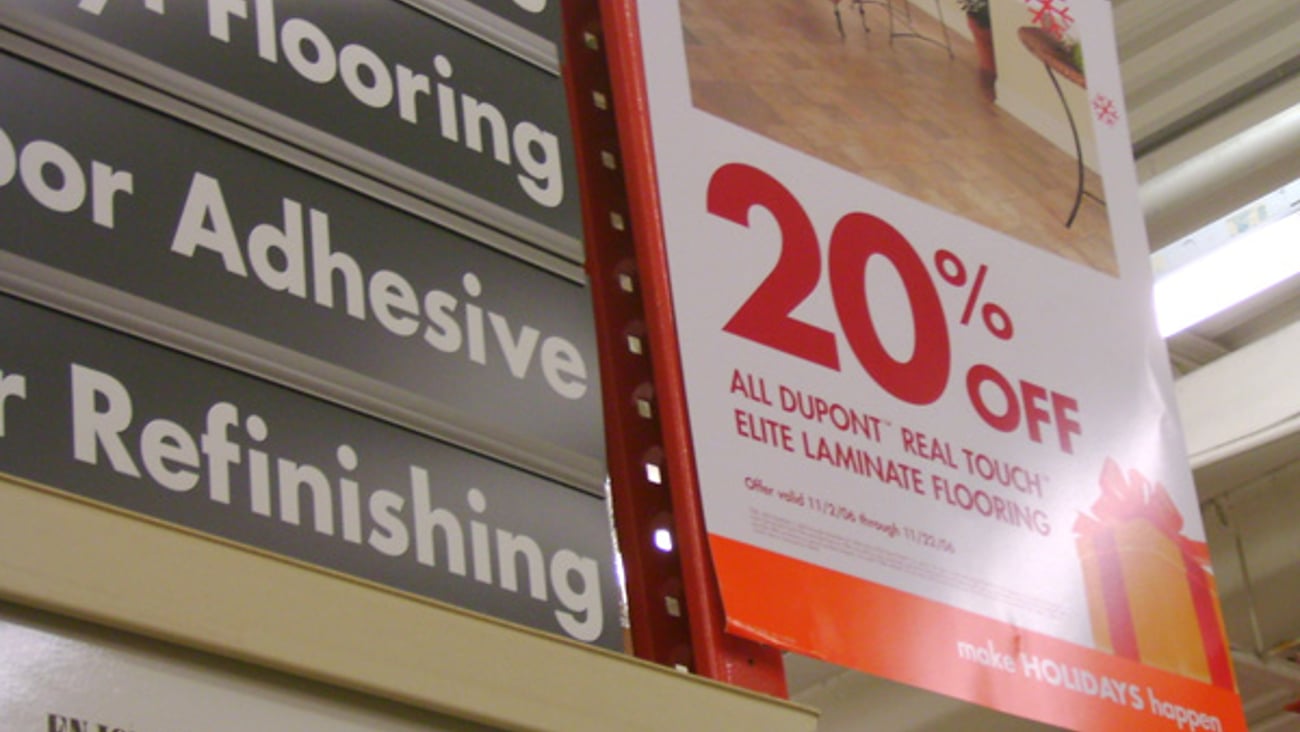 Flooring
Adhesive
Refinishing
20% OFF
ALL DUPONT™ REAL TOUCH™
ELITE LAMINATE FLOORING
Offer valid 11/2/06 through 11/22/06
make HOLIDAYS happen